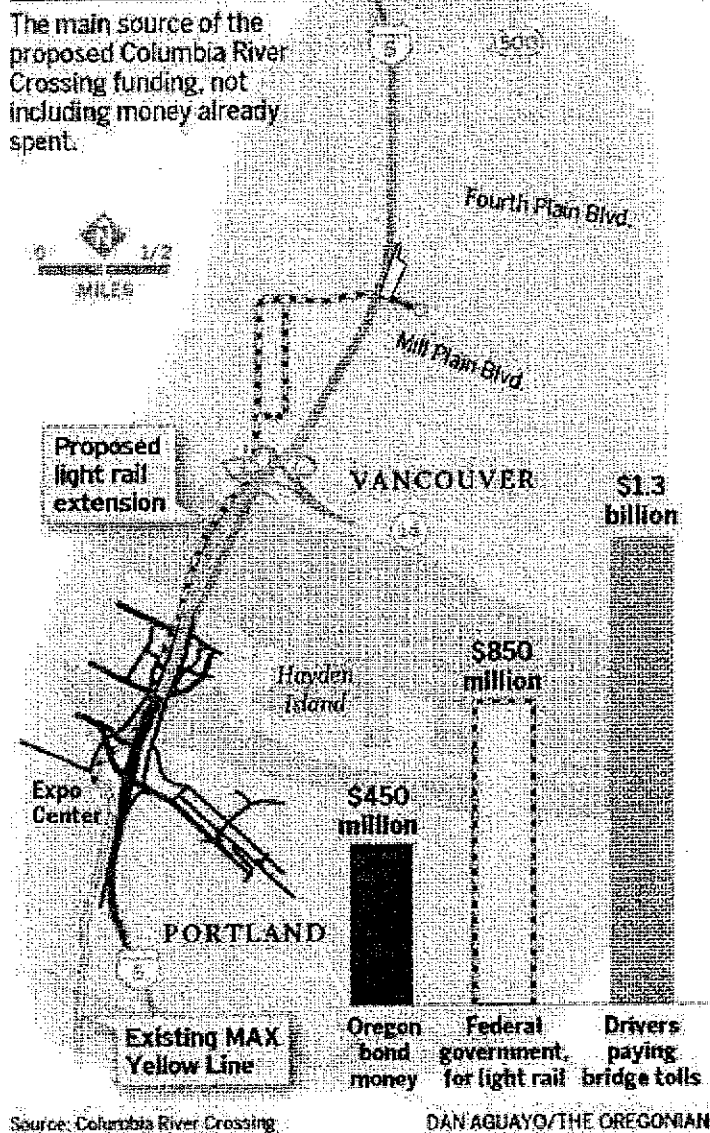 The main source of the
proposed Columbia River
Crossing funding, not
including money already
spent.
5
500
0 1/2
MILES
Fourth Plain Blvd.
Mill Plain Blvd.
Proposed
light rail
extension
VANCOUVER
14
$1.3
billion
Hayden
Island
$850
million
Expo
Center
$450
million
PORTLAND
5
Existing MAX
Yellow Line
Oregon
bond
money
Federal
government,
for light rail
Drivers
paying
bridge tolls
Source: Columbia River Crossing
DAN AGUAYO/THE OREGONIAN